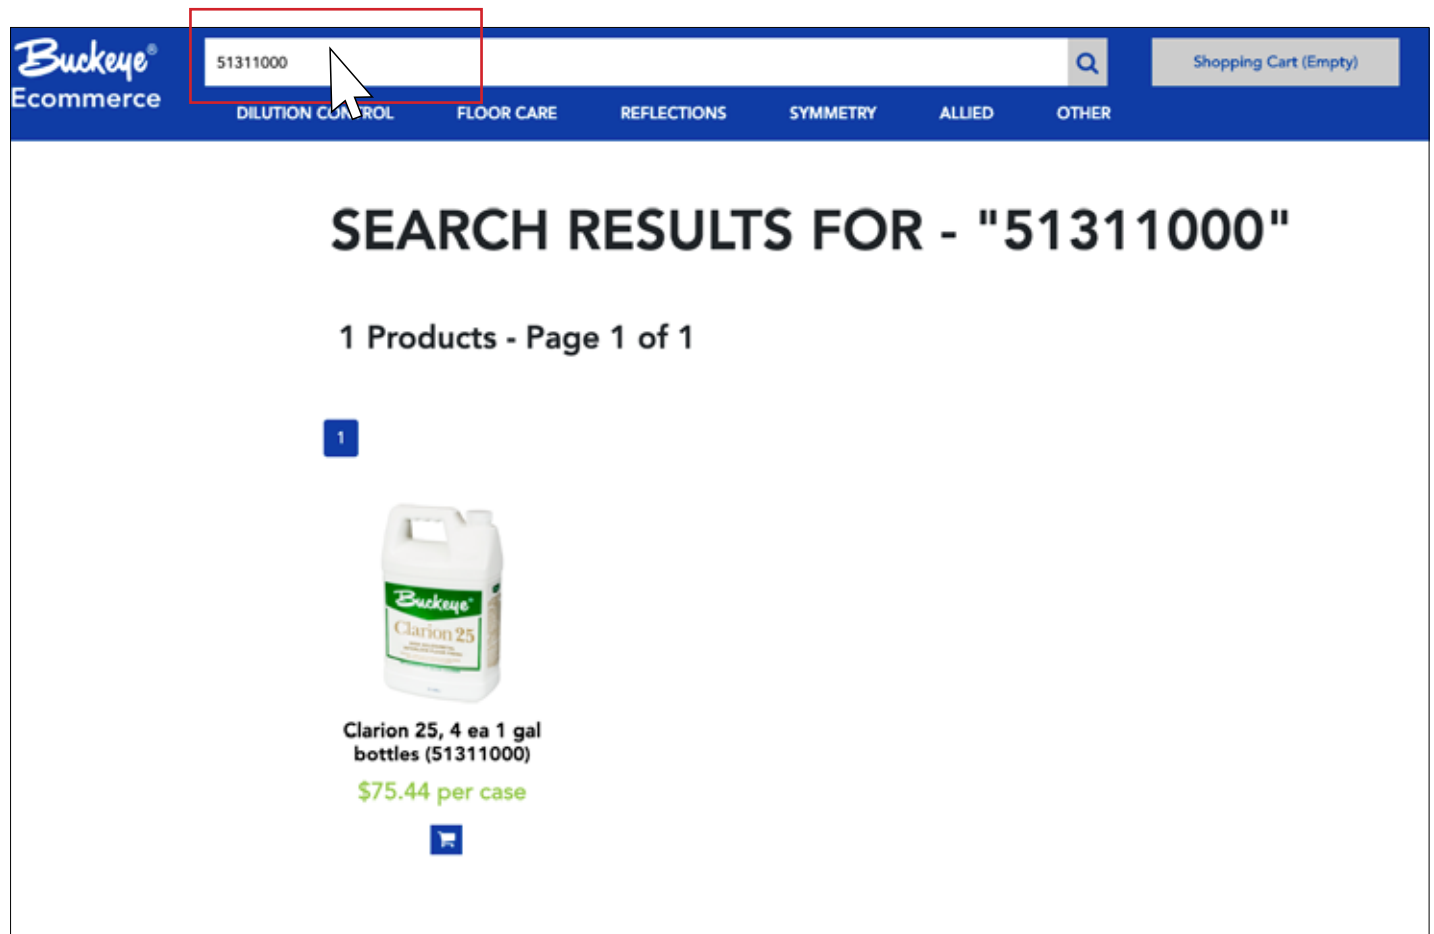 Buckeye®
Ecommerce
51311000
Shopping Cart (Empty)
DILUTION CONTROL FLOOR CARE REFLECTIONS SYMMETRY ALLIED OTHER
SEARCH RESULTS FOR - "51311000"
1 Products - Page 1 of 1
1
Buckeye®
Clarion 25
Clarion 25, 4 ea 1 gal
bottles (51311000)
$75.44 per case